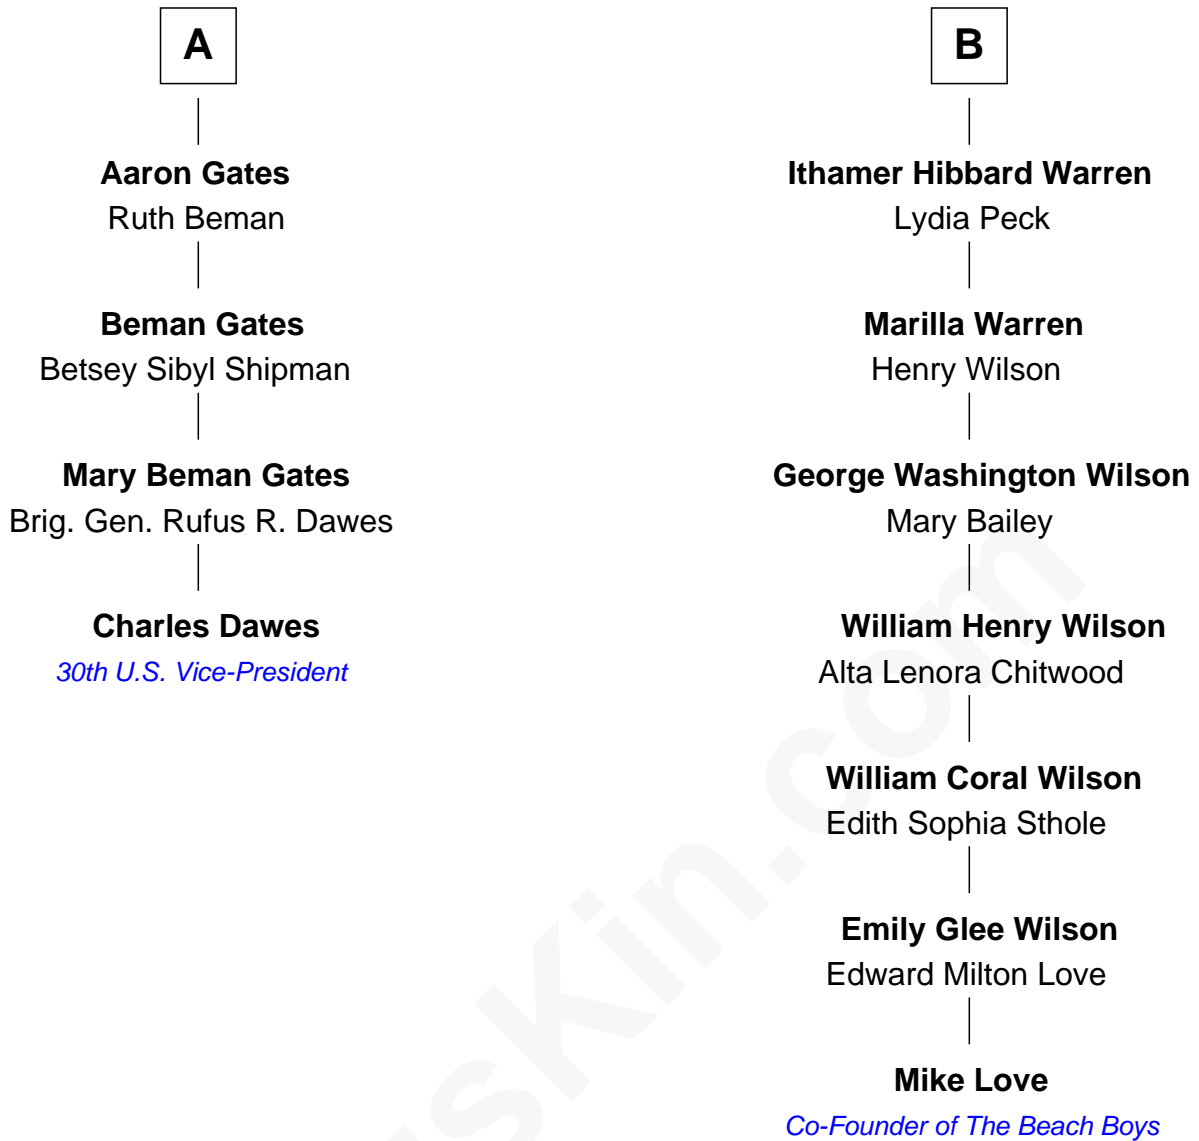 A
Aaron Gates
Ruth Beman
Beman Gates
Betsey Sibyl Shipman
Mary Beman Gates
Brig. Gen. Rufus R. Dawes
Charles Dawes
30th U.S. Vice-President
B
Ithamer Hibbard Warren
Lydia Peck
Marilla Warren
Henry Wilson
George Washington Wilson
Mary Bailey
William Henry Wilson
Alta Lenora Chitwood
William Coral Wilson
Edith Sophia Sthole
Emily Glee Wilson
Edward Milton Love
Mike Love
Co-Founder of The Beach Boys